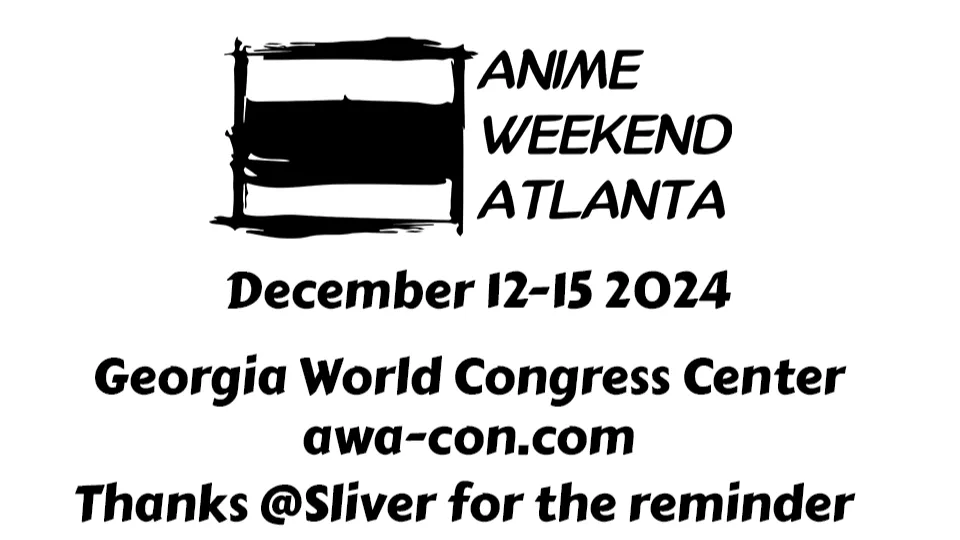 ANIME
WEEKEND
ATLANTA
December 12-15 2024
Georgia World Congress Center
awa-con.com
Thanks @Sliver for the reminder